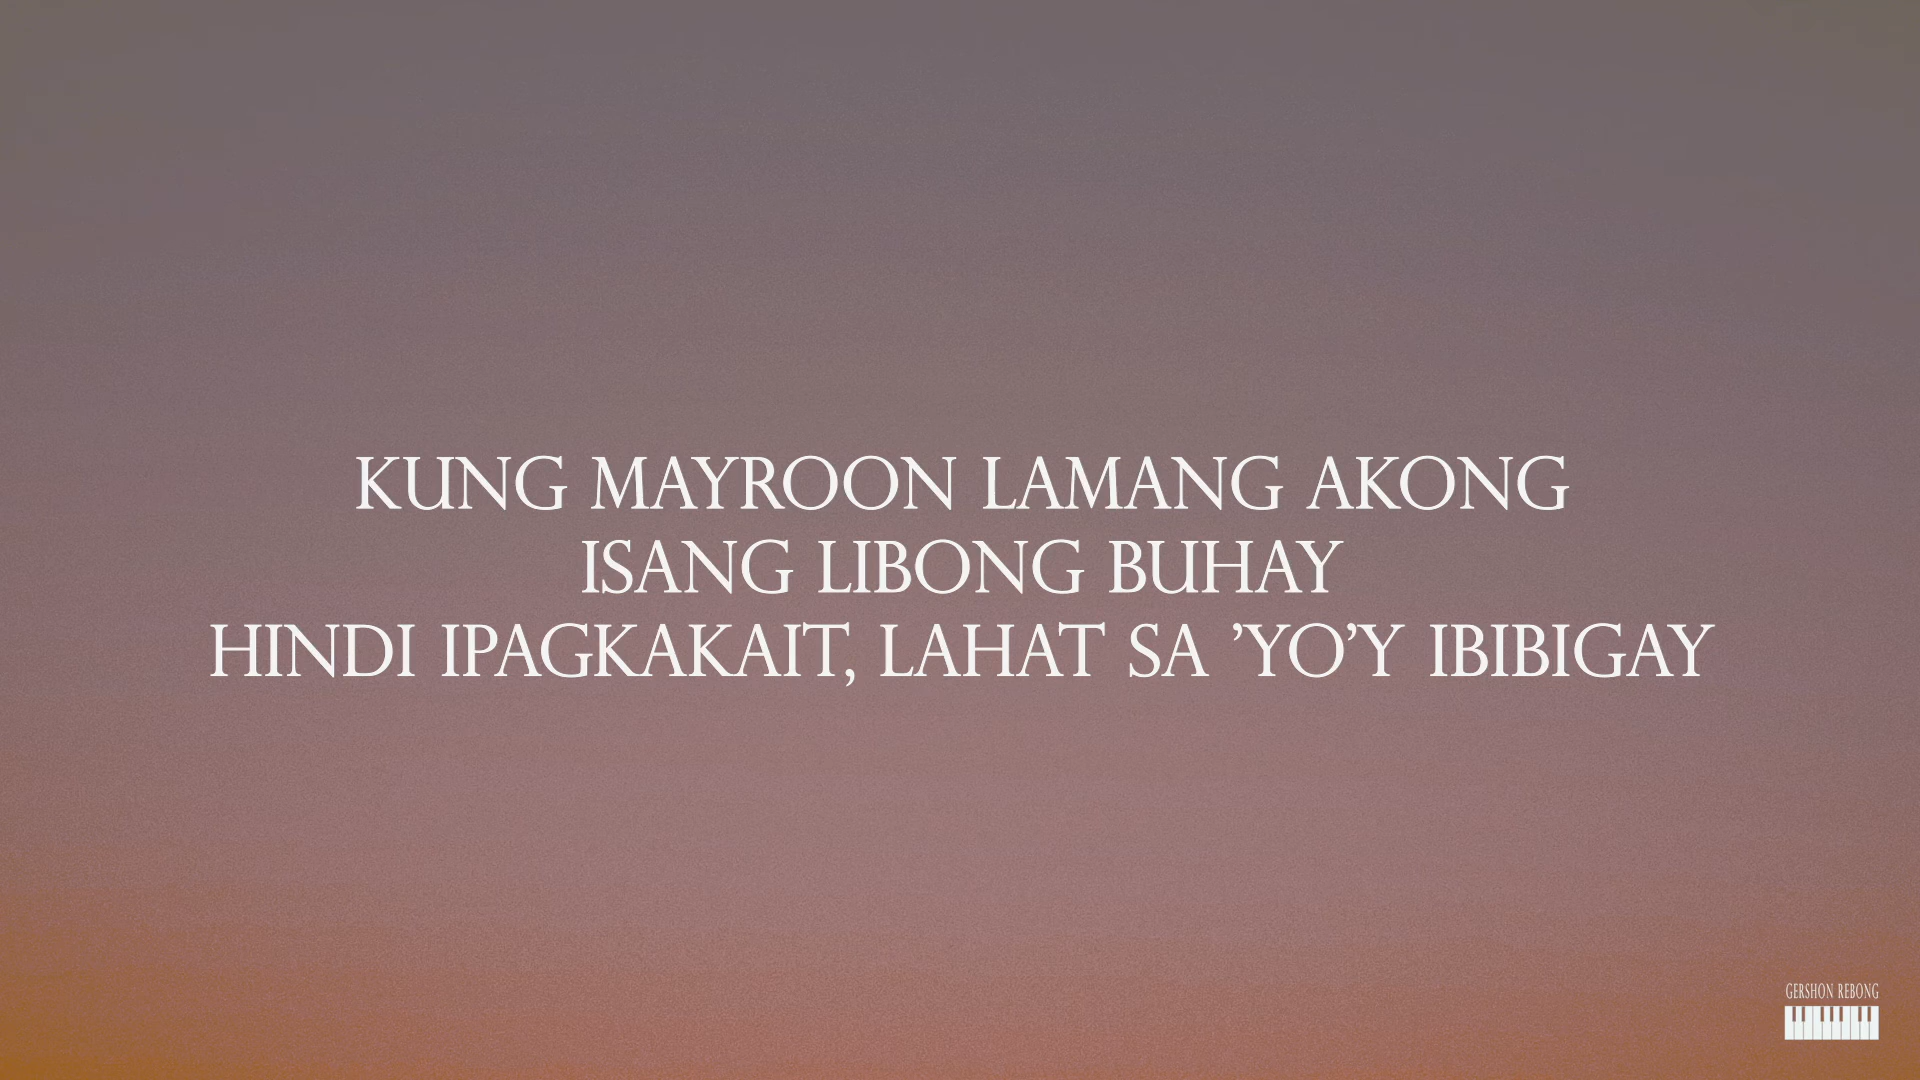 KUNG MAYROON LAMANG AKONG
ISANG LIBONG BUHAY
HINDI IPAGKAKAIT, LAHAT SA ’YO’Y IBIBIGAY
GERSHON REBONG